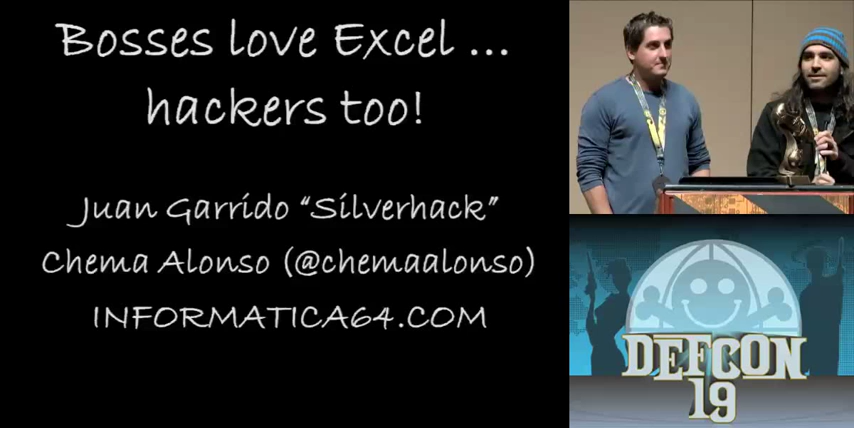 Bosses love Excel ...
hackers too!
Juan Garrido "Silverhack"
Chema Alonso (@chemaalonso)
INFORMATICA64.COM
DEFCON
19